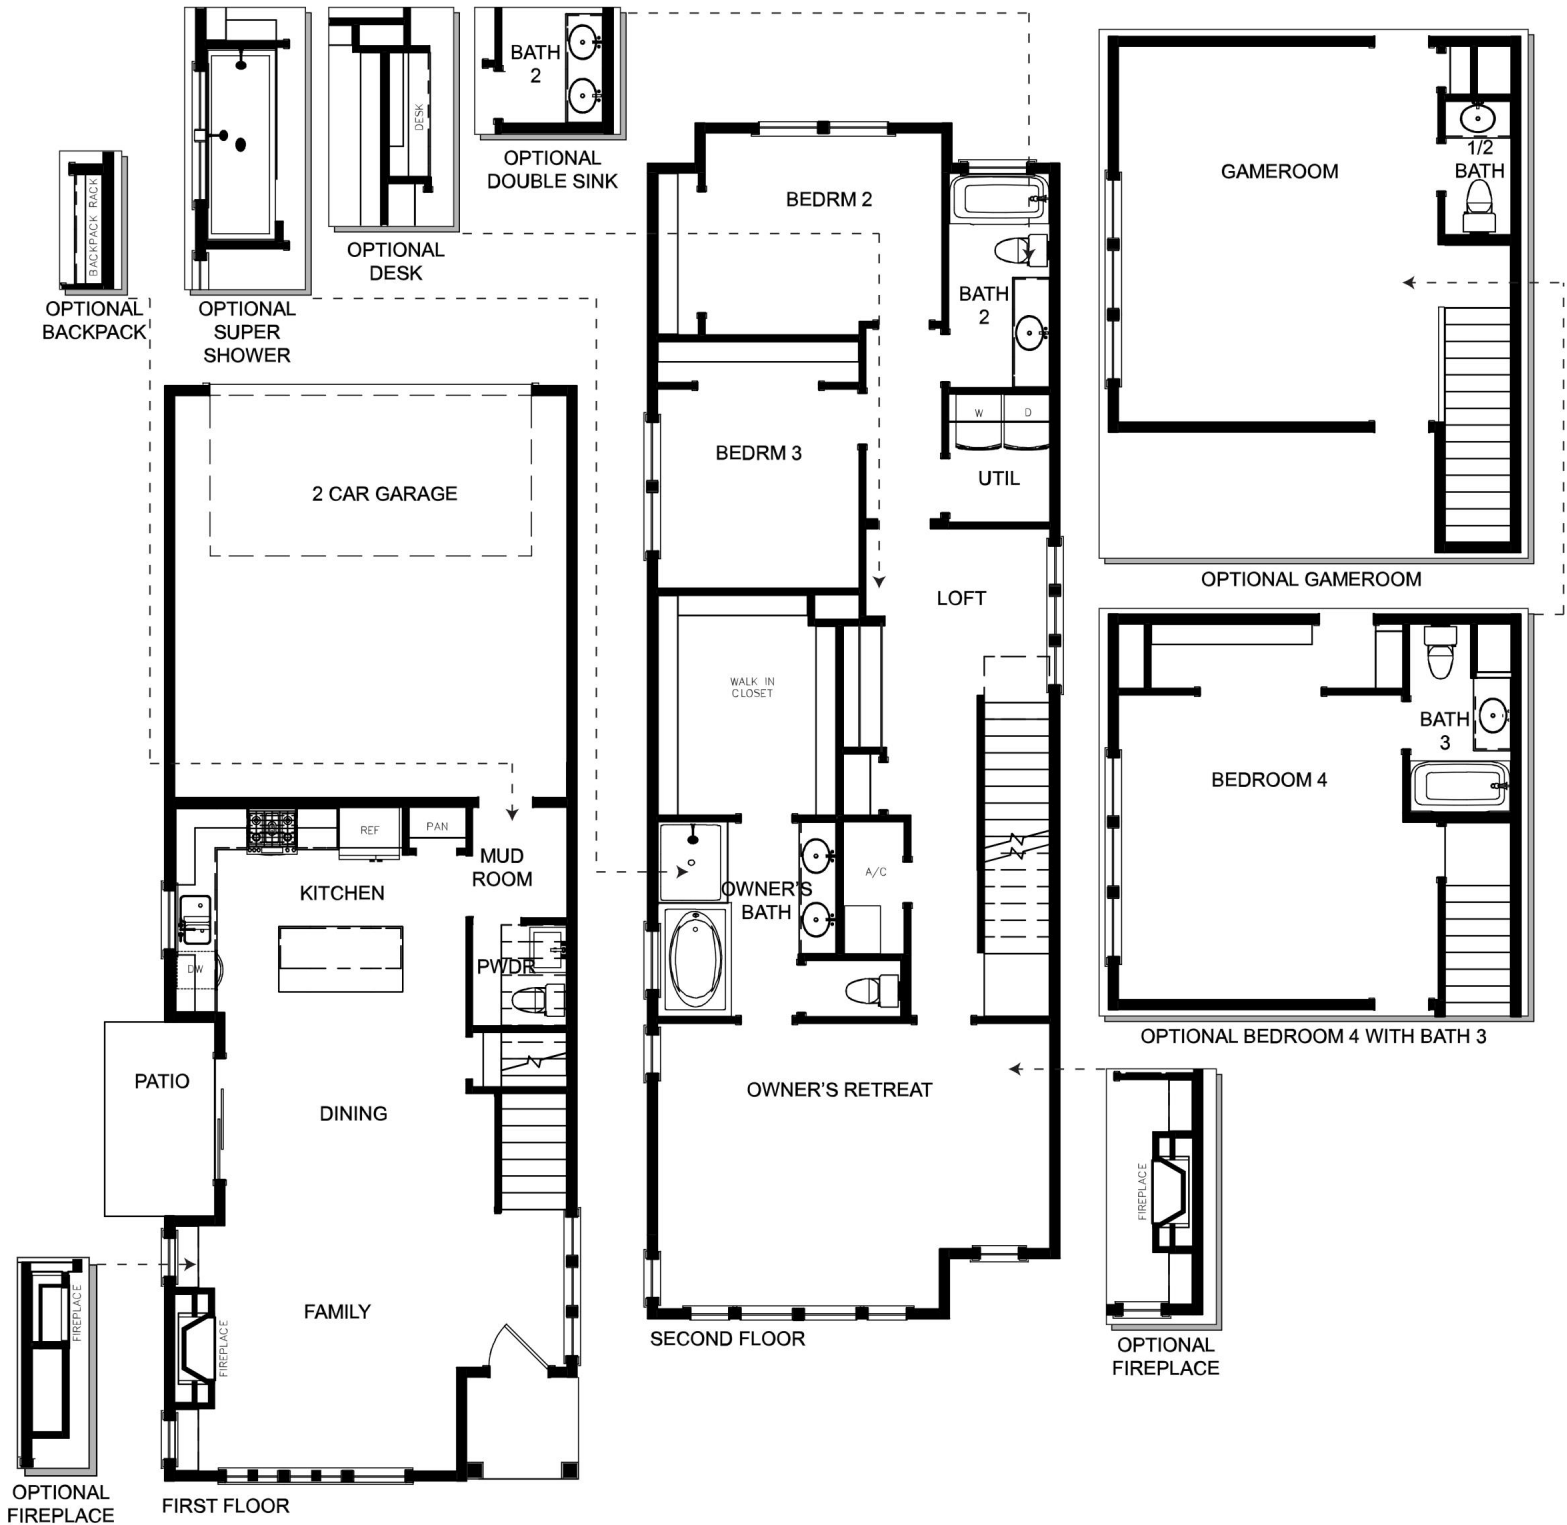 BATH
2
DESK
OPTIONAL
DOUBLE SINK
OPTIONAL
DESK
BACKPACK RACK
OPTIONAL
BACKPACK
OPTIONAL
SUPER
SHOWER
2 CAR GARAGE
REF
PAN
MUD
ROOM
KITCHEN
DW
PWDR
PATIO
DINING
FAMILY
FIREPLACE
FIREPLACE
OPTIONAL
FIREPLACE
FIRST FLOOR
BEDRM 2
BATH
2
BEDRM 3
W
D
UTIL
LOFT
WALK IN
CLOSET
A/C
OWNER'S
BATH
OWNER'S RETREAT
SECOND FLOOR
GAMEROOM
1/2
BATH
OPTIONAL GAMEROOM
BATH
3
BEDROOM 4
OPTIONAL BEDROOM 4 WITH BATH 3
FIREPLACE
OPTIONAL
FIREPLACE